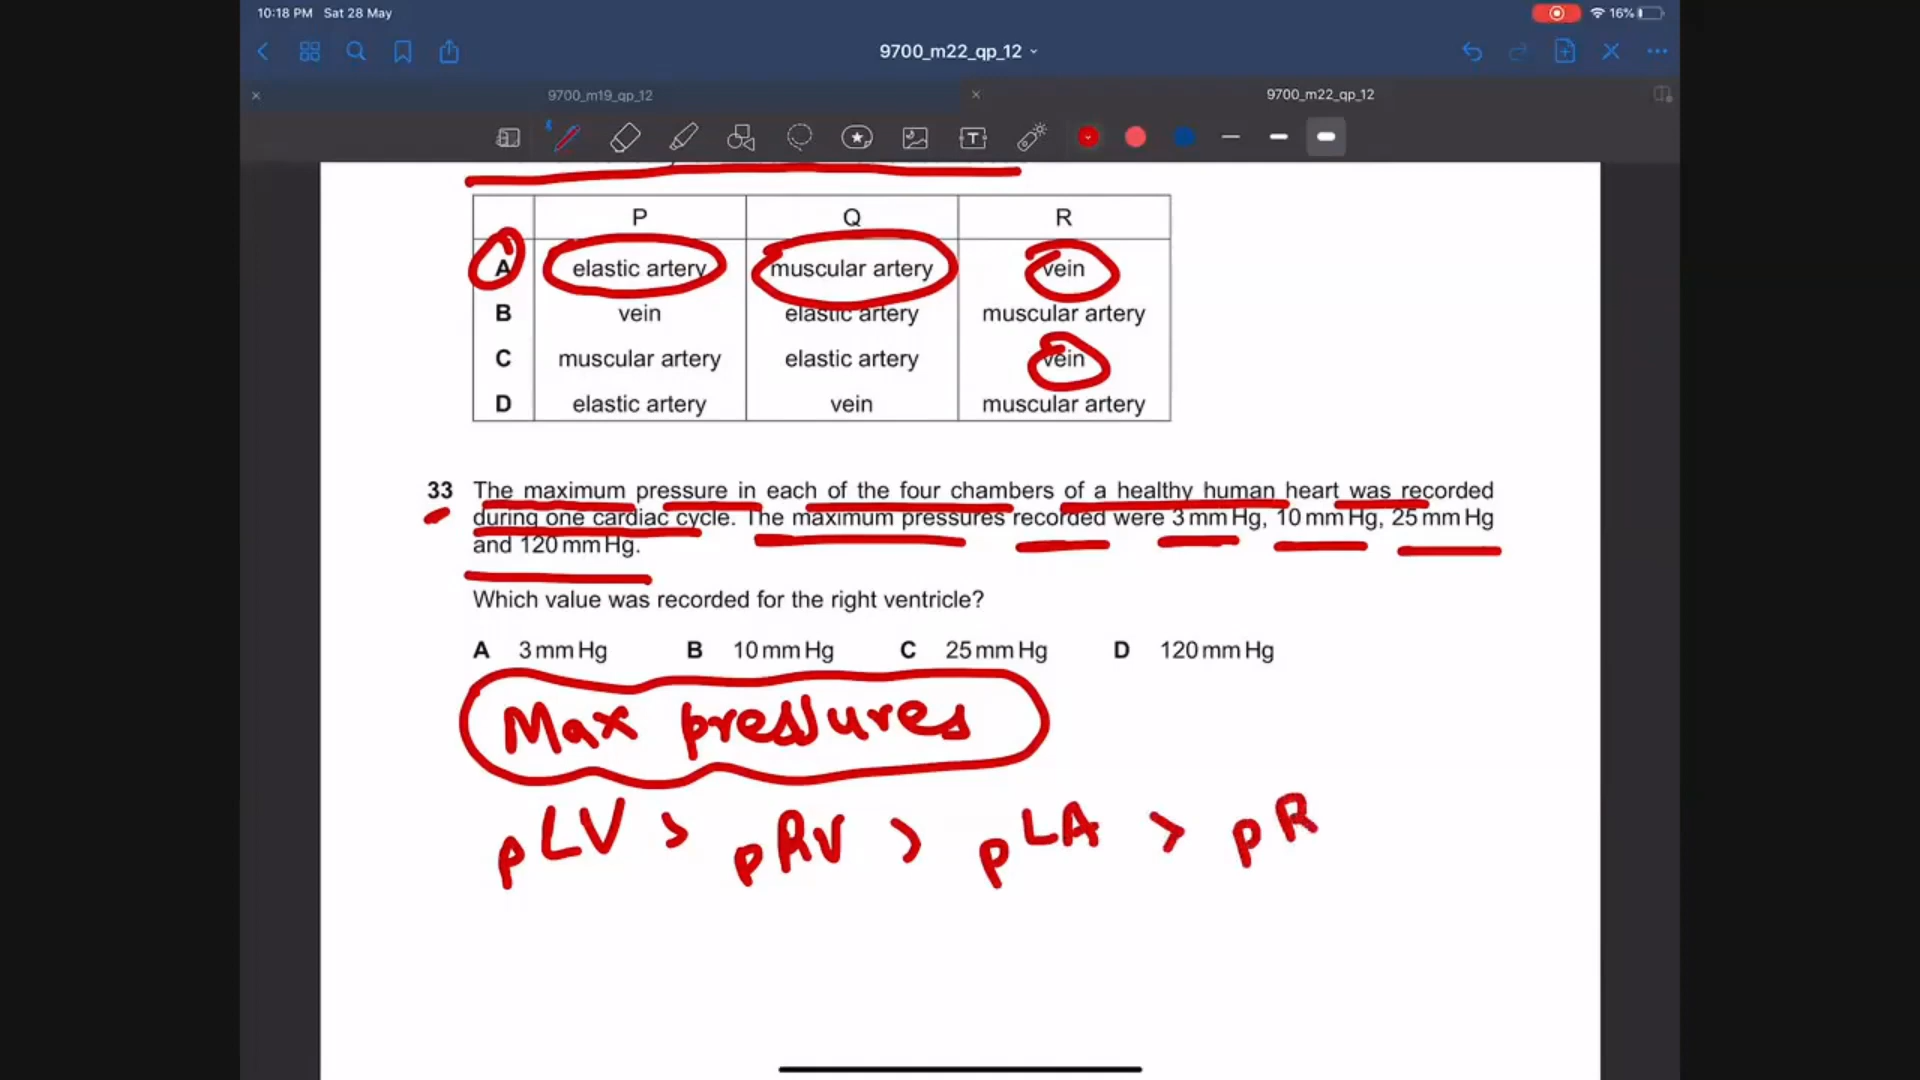 10:18 PM Sat 28 May
16%
9700_m22_qp_12
9700_m19_qp_12
9700_m22_qp_12
P Q R
A elastic artery muscular artery vein
B vein elastic artery muscular artery
C muscular artery elastic artery vein
D elastic artery vein muscular artery
33 The maximum pressure in each of the four chambers of a healthy human heart was recorded
during one cardiac cycle. The maximum pressures recorded were 3 mm Hg, 10 mm Hg, 25 mm Hg
and 120 mm Hg.
Which value was recorded for the right ventricle?
A 3 mm Hg B 10 mm Hg C 25 mm Hg D 120 mm Hg
Max pressures
pLV > pRV > pLA > pR